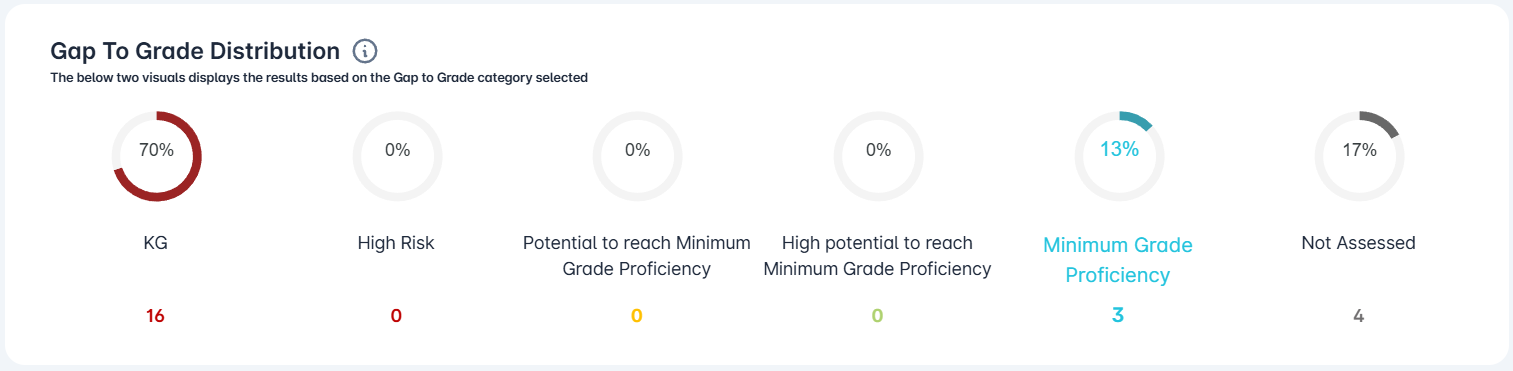 Gap To Grade Distribution
The below two visuals displays the results based on the Gap to Grade category selected
70%
0%
0%
0%
13%
17%
KG
High Risk
Potential to reach Minimum
Grade Proficiency
High potential to reach
Minimum Grade Proficiency
Minimum Grade
Proficiency
Not Assessed
16
0
0
0
3
4